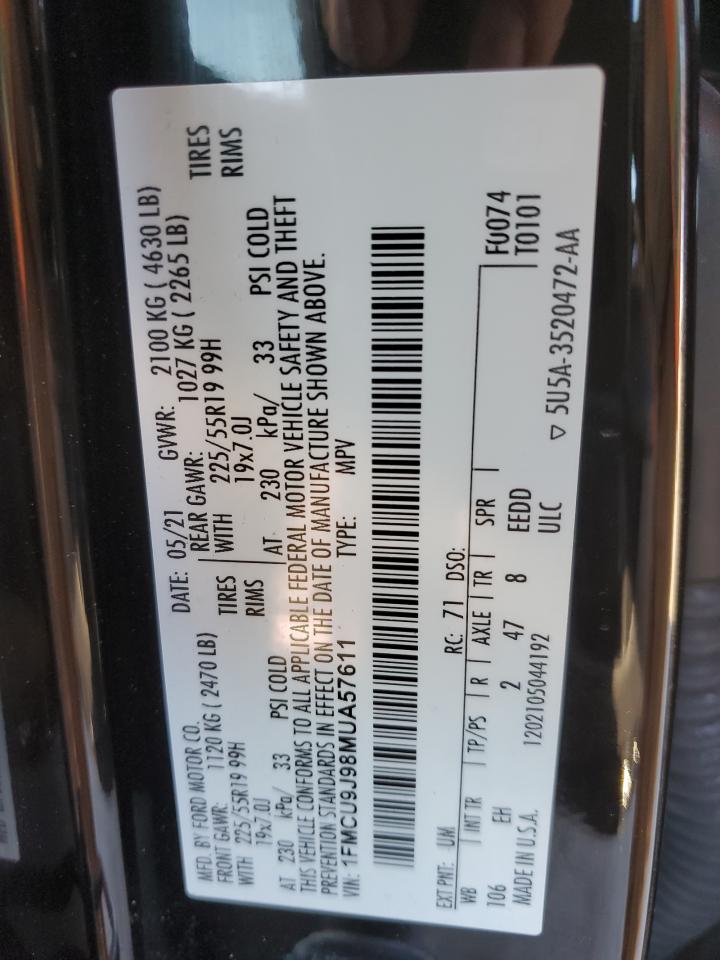 MFD. BY FORD MOTOR CO.
DATE: 05/21 GVWR: 2100 KG ( 4630 LB)
FRONT GAWR: 1120 KG ( 2470 LB) REAR GAWR: 1027 KG ( 2265 LB)
WITH 225/55R19 99H TIRES WITH 225/55R19 99H TIRES
19x7.0J RIMS 19x7.0J RIMS
AT 230 kPa/ 33 PSI COLD AT 230 kPa/ 33 PSI COLD
THIS VEHICLE CONFORMS TO ALL APPLICABLE FEDERAL MOTOR VEHICLE SAFETY AND THEFT
PREVENTION STANDARDS IN EFFECT ON THE DATE OF MANUFACTURE SHOWN ABOVE.
VIN: 1FMCU9J98MUA57611 TYPE: MPV
EXT PNT: UM RC: 71 DSO:
WB INT TR TP/PS R AXLE TR SPR F0074
106 EH 2 47 8 EEDD T0101
MADE IN U.S.A. 1202105044192 ULC ▽ 5U5A-3520472-AA